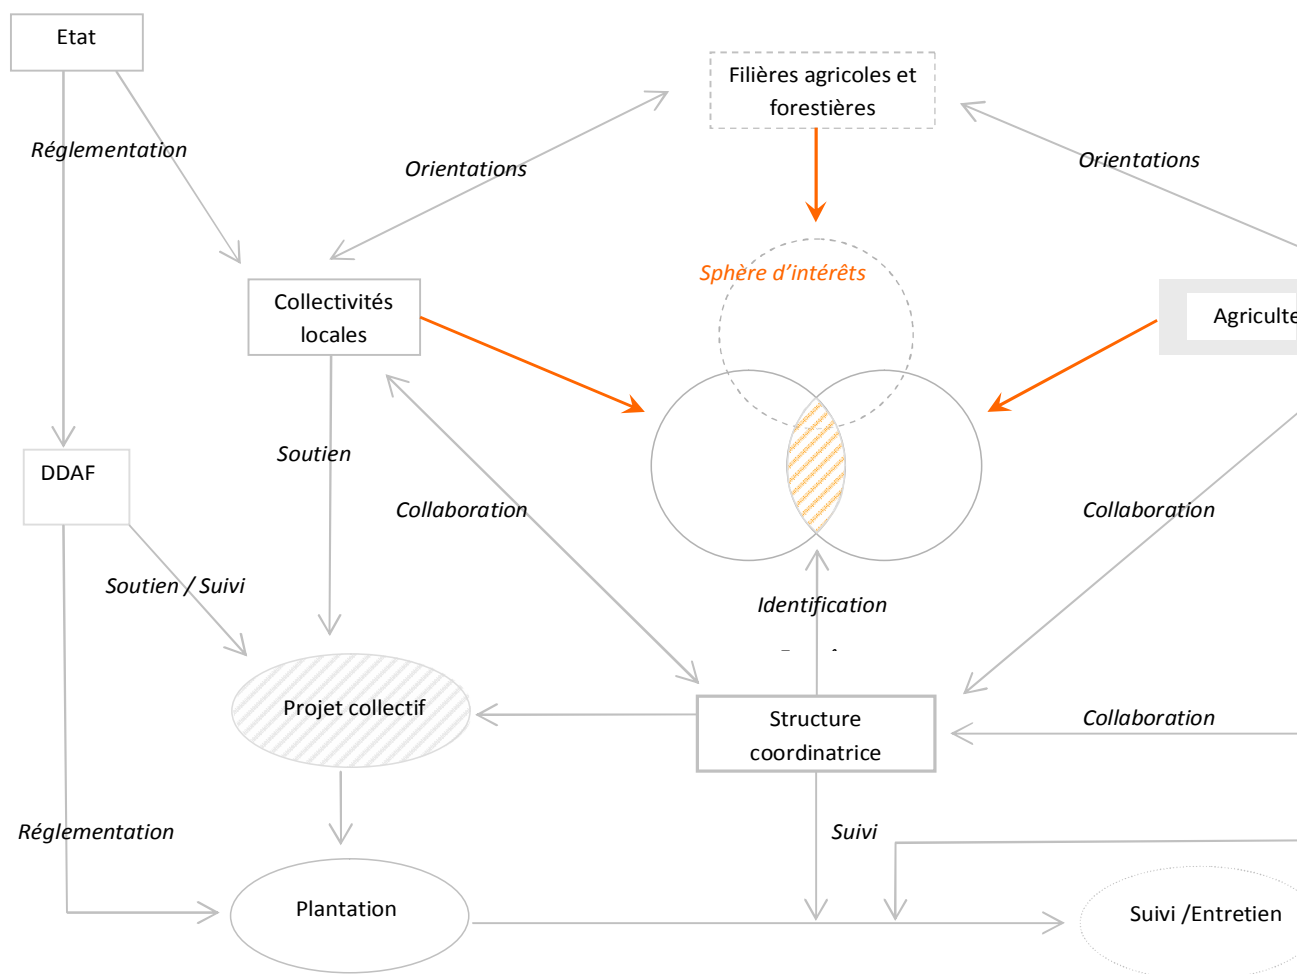 Etat
Filières agricoles et
forestières
Réglementation
Orientations
Orientations
Sphère d'intérêts
Collectivités
locales
Agriculte
Soutien
DDAF
Collaboration
Collaboration
Soutien / Suivi
Identification
Projet collectif
Structure
coordinatrice
Collaboration
Réglementation
Suivi
Plantation
Suivi /Entretien